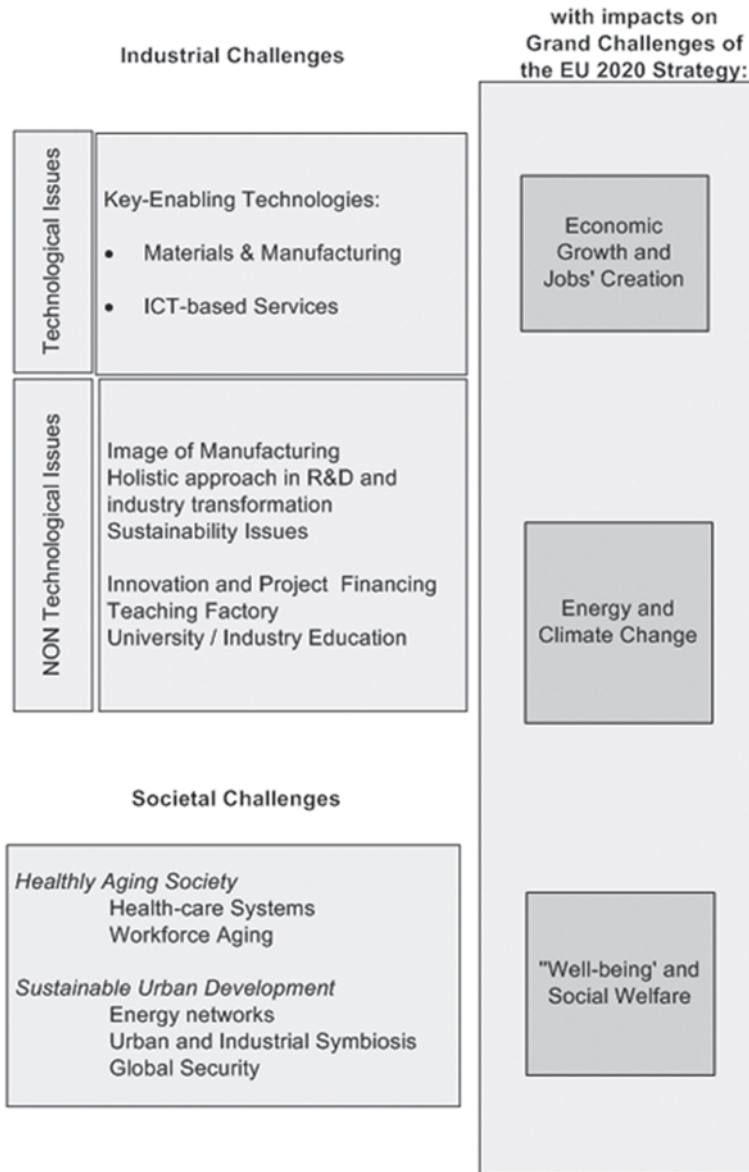 Industrial Challenges
with impacts on
Grand Challenges of
the EU 2020 Strategy:
Technological Issues
Key-Enabling Technologies:
• Materials & Manufacturing
• ICT-based Services
Economic
Growth and
Jobs' Creation
NON Technological Issues
Image of Manufacturing
Holistic approach in R&D and
industry transformation
Sustainability Issues
Innovation and Project Financing
Teaching Factory
University / Industry Education
Energy and
Climate Change
Societal Challenges
Healthly Aging Society
Health-care Systems
Workforce Aging
Sustainable Urban Development
Energy networks
Urban and Industrial Symbiosis
Global Security
"Well-being' and
Social Welfare